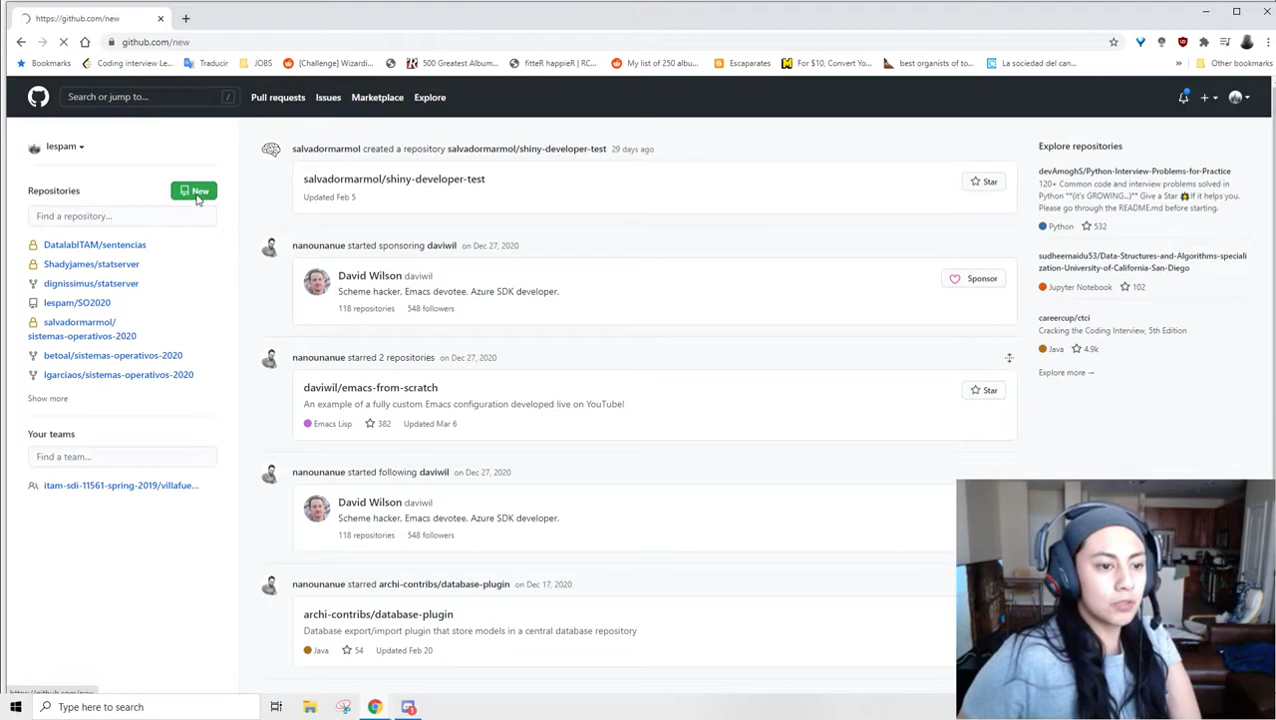 https://github.com/new
github.com/new
Bookmarks
Coding interview Le...
Traducir
JOBS
[Challenge] Wizardi...
500 Greatest Album...
fitteR happieR | RC...
My list of 250 albu...
Escaparates
For $10, Convert Yo...
best organists of to...
La sociedad del can...
»
Other bookmarks
Search or jump to...
/
Pull requests
Issues
Marketplace
Explore
lespam
Repositories
New
Find a repository...
DatalabITAM/sentencias
Shadyjames/statserver
dignissimus/statserver
lespam/SO2020
salvadormarmol/
sistemas-operativos-2020
betoal/sistemas-operativos-2020
lgarciaos/sistemas-operativos-2020
Show more
Your teams
Find a team...
itam-sdi-11561-spring-2019/villafue...
salvadormarmol created a repository salvadormarmol/shiny-developer-test 29 days ago
salvadormarmol/shiny-developer-test
Star
Updated Feb 5
nanounanue started sponsoring daviwil on Dec 27, 2020
David Wilson daviwil
Sponsor
Scheme hacker. Emacs devotee. Azure SDK developer.
118 repositories 548 followers
nanounanue starred 2 repositories on Dec 27, 2020
daviwil/emacs-from-scratch
Star
An example of a fully custom Emacs configuration developed live on YouTube!
Emacs Lisp 382 Updated Mar 6
nanounanue started following daviwil on Dec 27, 2020
David Wilson daviwil
Scheme hacker. Emacs devotee. Azure SDK developer.
118 repositories 548 followers
nanounanue starred archi-contribs/database-plugin on Dec 17, 2020
archi-contribs/database-plugin
Database export/import plugin that store models in a central database repository
Java 54 Updated Feb 20
Explore repositories
devAmoghS/Python-Interview-Problems-for-Practice
120+ Common code and interview problems solved in
Python **(it's GROWING...)** Give a Star If it helps you.
Please go through the README.md before starting.
Python 532
sudheernaidu53/Data-Structures-and-Algorithms-speciali
zation-University-of-California-San-Diego
Jupyter Notebook 102
careercup/ctci
Cracking the Coding Interview, 5th Edition
Java 4.9k
Explore more →
https://github.com/new
Type here to search